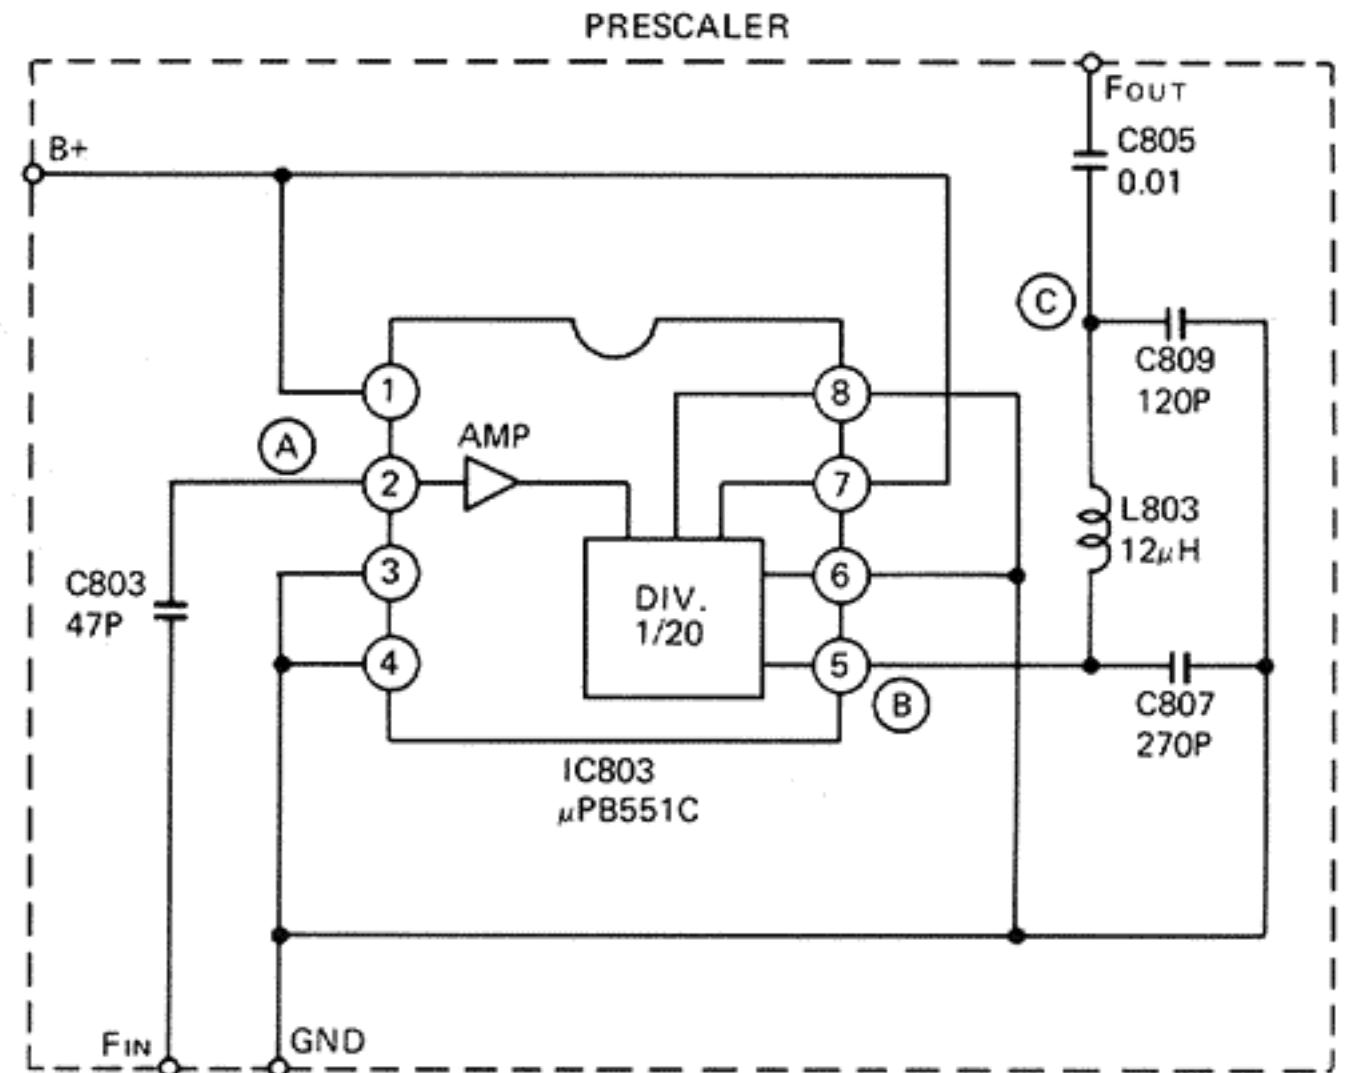 PRESCALER
FOUT
C805
0.01
B+
C
C809
120P
1
8
A
AMP
2
7
L803
12μH
3
6
C803
47P
DIV.
1/20
4
5
B
C807
270P
IC803
μPB551C
FIN
GND